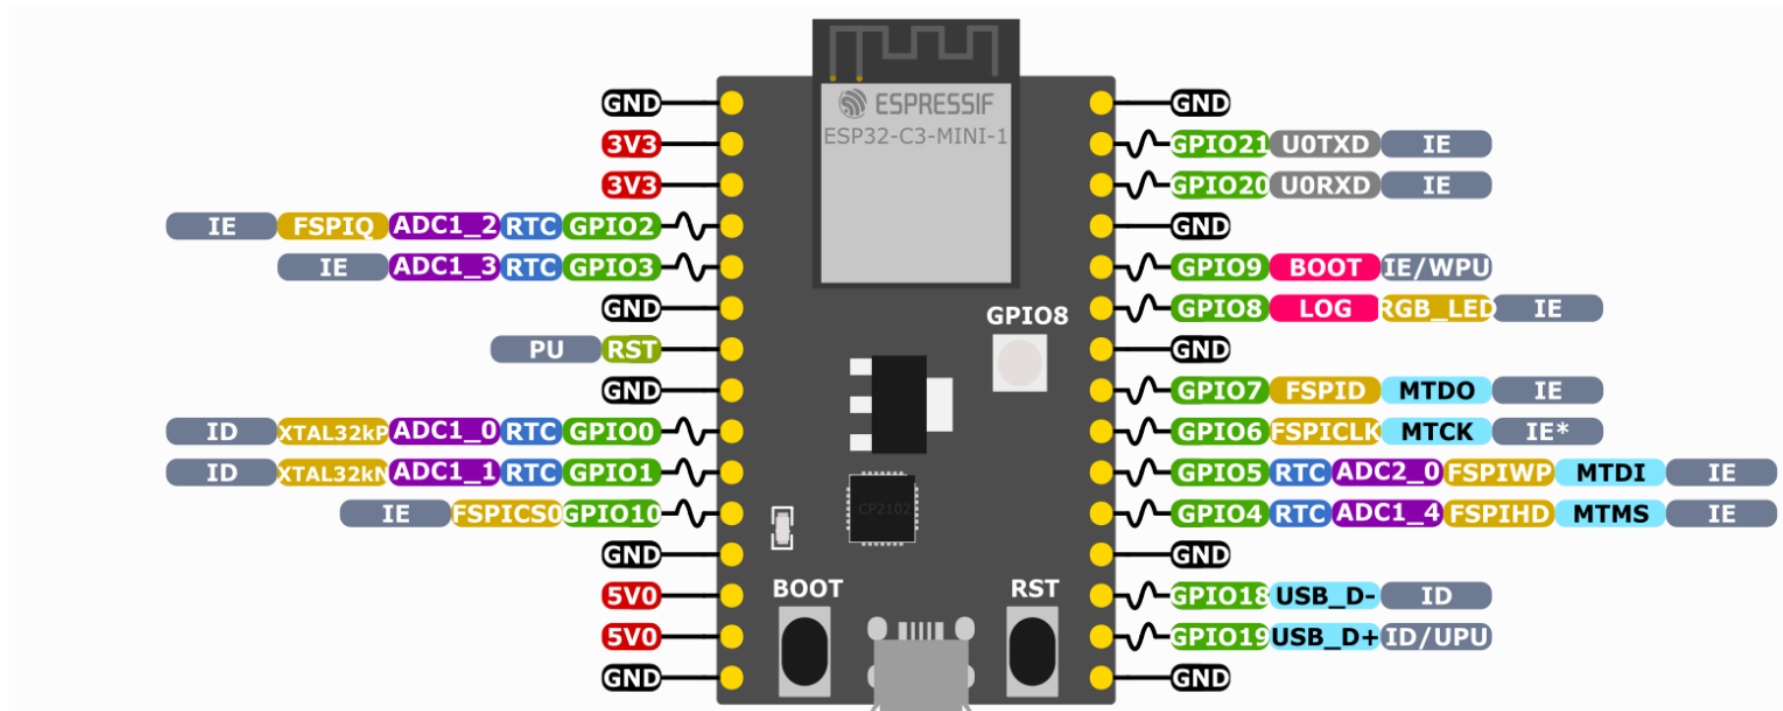 GND GND
3V3 GPIO21 U0TXD IE
3V3 GPIO20 U0RXD IE
IE FSPIQ ADC1_2 RTC GPIO2 GND
IE ADC1_3 RTC GPIO3 GPIO9 BOOT IE/WPU
GND GPIO8 LOG RGB_LED IE
PU RST GND
GND GPIO7 FSPID MTDO IE
ID XTAL32kP ADC1_0 RTC GPIO0 GPIO6 FSPICLK MTCK IE*
ID XTAL32kN ADC1_1 RTC GPIO1 GPIO5 RTC ADC2_0 FSPIWP MTDI IE
IE FSPICS0 GPIO10 GPIO4 RTC ADC1_4 FSPIHD MTMS IE
GND GND
5V0 GPIO18 USB_D- ID
5V0 GPIO19 USB_D+ ID/UPU
GND GND
ESPRESSIF
ESP32-C3-MINI-1
GPIO8
CP2102
BOOT RST